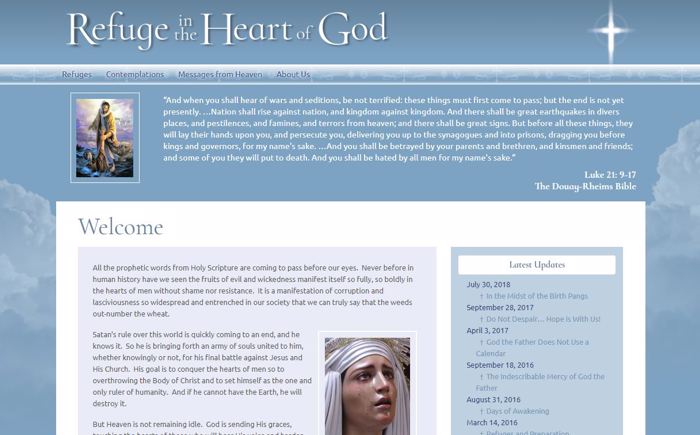 Refuge in the Heart of God
Refuges Contemplations Messages from Heaven About Us
"And when you shall hear of wars and seditions, be not terrified: these things must first come to pass; but the end is not yet
presently. …Nation shall rise against nation, and kingdom against kingdom. And there shall be great earthquakes in divers
places, and pestilences, and famines, and terrors from heaven; and there shall be great signs. But before all these things, they
will lay their hands upon you, and persecute you, delivering you up to the synagogues and into prisons, dragging you before
kings and governors, for my name's sake. …And you shall be betrayed by your parents and brethren, and kinsmen and friends;
and some of you they will put to death. And you shall be hated by all men for my name's sake."
Luke 21: 9-17
The Douay-Rheims Bible
Welcome
All the prophetic words from Holy Scripture are coming to pass before our eyes. Never before in
human history have we seen the fruits of evil and wickedness manifest itself so fully, so boldly in
the hearts of men without shame nor resistance. It is a manifestation of corruption and
lasciviousness so widespread and entrenched in our society that we can truly say that the weeds
out-number the wheat.
Satan's rule over this world is quickly coming to an end, and he
knows it. So he is bringing forth an army of souls united to him,
whether knowingly or not, for his final battle against Jesus and
His Church. His goal is to conquer the hearts of men so to
overthrowing the Body of Christ and to set himself as the one and
only ruler of humanity. And if he cannot have the Earth, he will
destroy it.
But Heaven is not remaining idle. God is sending His graces,
Latest Updates
July 30, 2018
† In the Midst of the Birth Pangs
September 28, 2017
† Do Not Despair… Hope is With Us!
April 3, 2017
† God the Father Does Not Use a
Calendar
September 18, 2016
† The Indescribable Mercy of God the
Father
August 31, 2016
† Days of Awakening
March 14, 2016
† Refuges and Preparation